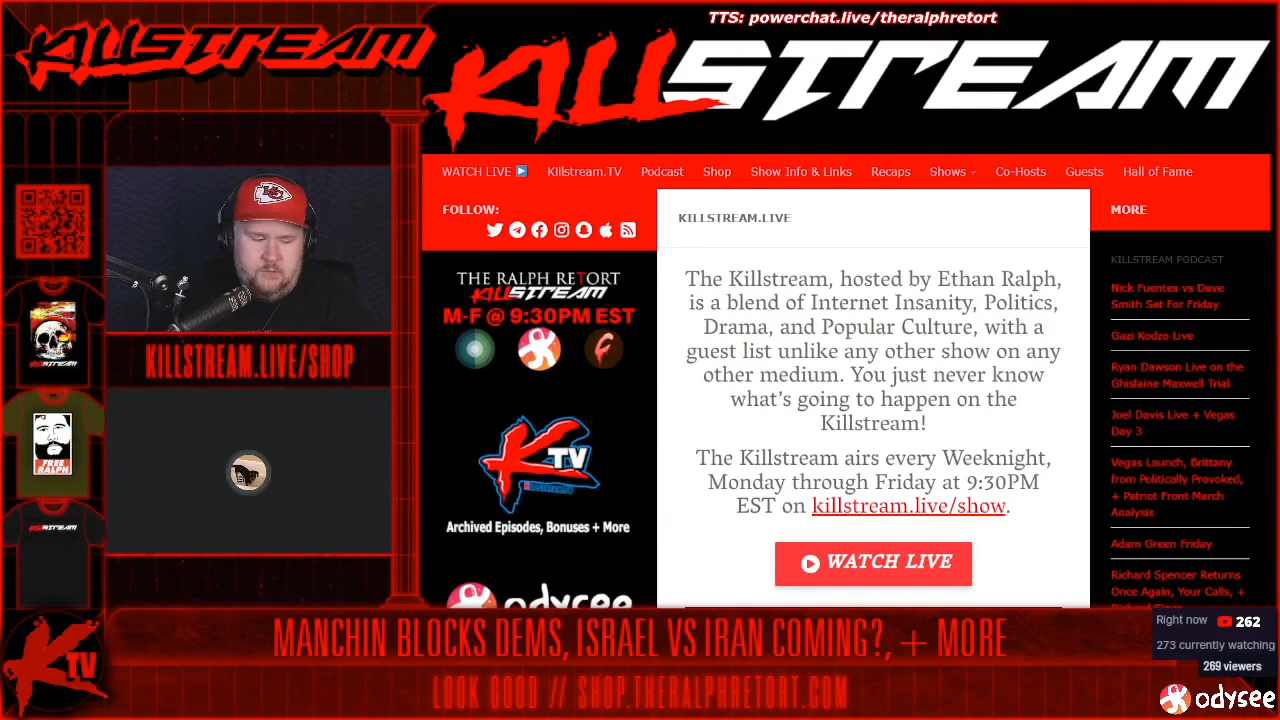 TTS: powerchat.live/theralphretort
KILLSTREAM
KILLSTREAM
WATCH LIVE
Killstream.TV
Podcast
Shop
Show Info & Links
Recaps
Shows
Co-Hosts
Guests
Hall of Fame
FOLLOW:
KILLSTREAM.LIVE
MORE
THE RALPH RETORT
KILLSTREAM
M-F @ 9:30PM EST
KTV
Archived Episodes, Bonuses + More
odysee
The Killstream, hosted by Ethan Ralph,
is a blend of Internet Insanity, Politics,
Drama, and Popular Culture, with a
guest list unlike any other show on any
other medium. You just never know
what's going to happen on the
Killstream!
The Killstream airs every Weeknight,
Monday through Friday at 9:30PM
EST on killstream.live/show.
WATCH LIVE
KILLSTREAM PODCAST
Nick Fuentes vs Dave
Smith Set For Friday
Gazi Kodzo Live
Ryan Dawson Live on the
Ghislaine Maxwell Trial
Joel Davis Live + Vegas
Day 3
Vegas Launch, Brittany
from Politically Provoked,
+ Patriot Front March
Analysis
Adam Green Friday
Richard Spencer Returns
Once Again, Your Calls, +
KC
KILLSTREAM.LIVE/SHOP
KILLSTREAM
FREE
RALPH
KILLSTREAM
KTV
MANCHIN BLOCKS DEMS, ISRAEL VS IRAN COMING?, + MORE
LOOK GOOD // SHOP.THERALPHRETORT.COM
Right now
262
273 currently watching
269 viewers
odysee